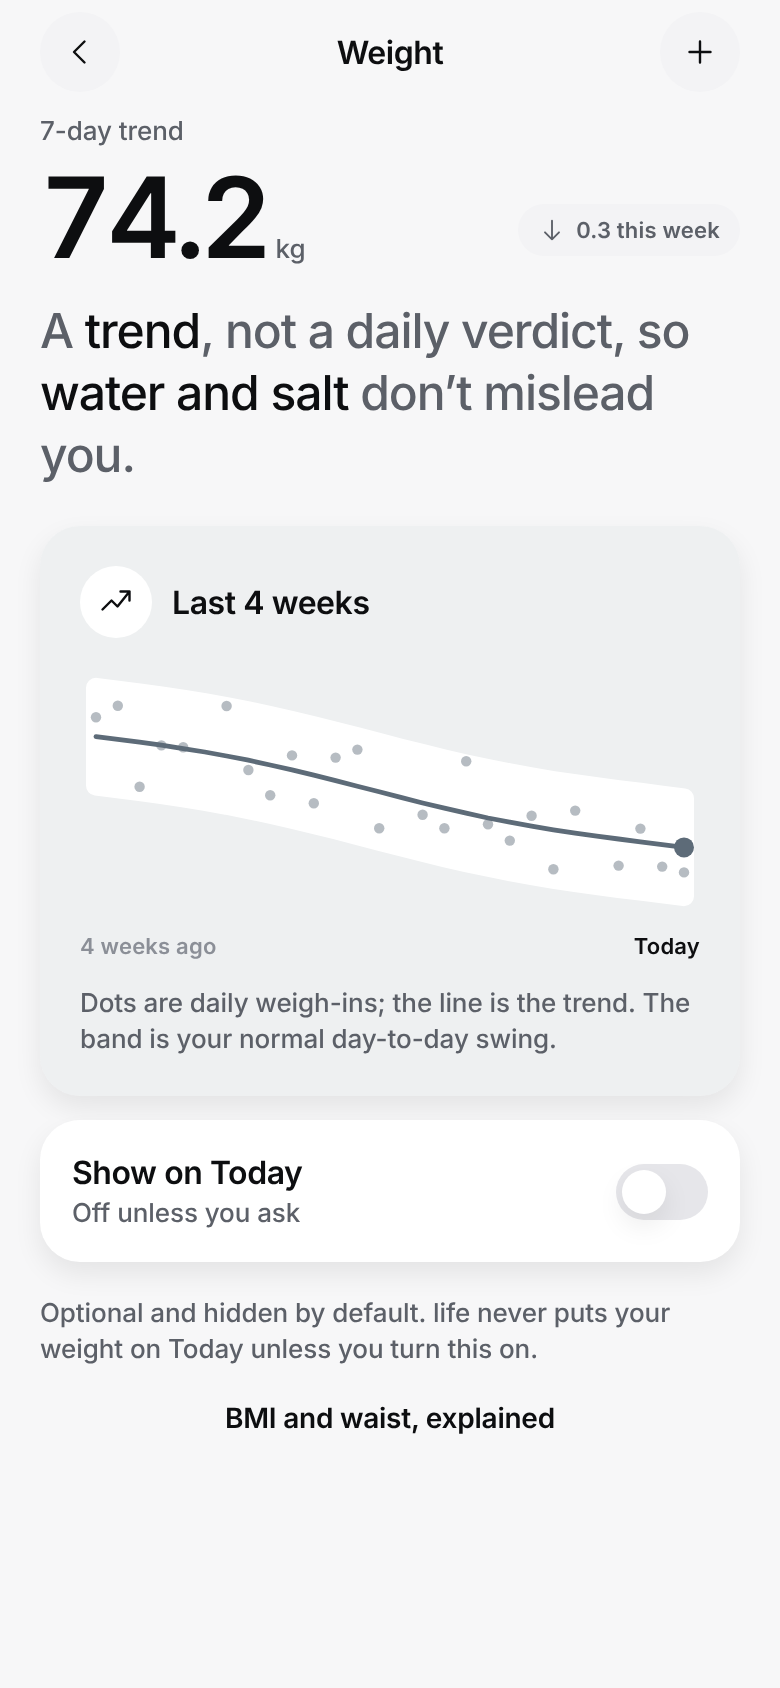 Weight
7-day trend
74.2 kg
0.3 this week
A trend, not a daily verdict, so
water and salt don’t mislead
you.
Last 4 weeks
4 weeks ago
Today
Dots are daily weigh-ins; the line is the trend. The
band is your normal day-to-day swing.
Show on Today
Off unless you ask
Optional and hidden by default. life never puts your
weight on Today unless you turn this on.
BMI and waist, explained